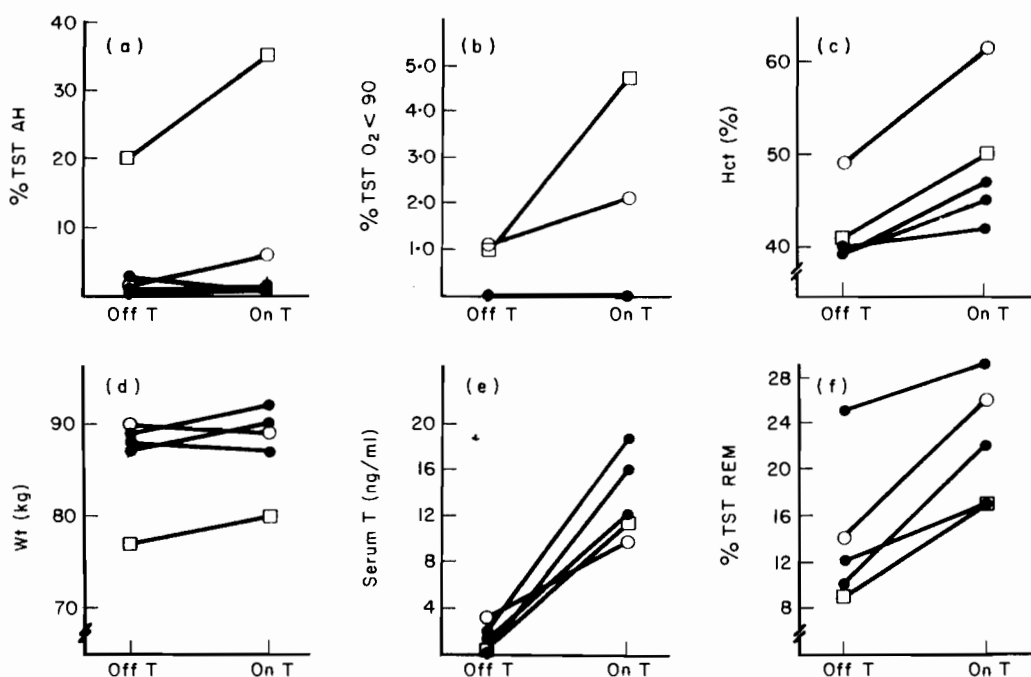 (a)
% TST AH
40
30
20
10
Off T On T
(b)
% TST O₂ < 90
5·0
4·0
3·0
2·0
1·0
Off T On T
(c)
Hct (%)
60
50
40
Off T On T
(d)
Wt (kg)
90
80
70
Off T On T
(e)
Serum T (ng/ml)
20
16
12
8
4
Off T On T
(f)
% TST REM
28
24
20
16
12
8
Off T On T